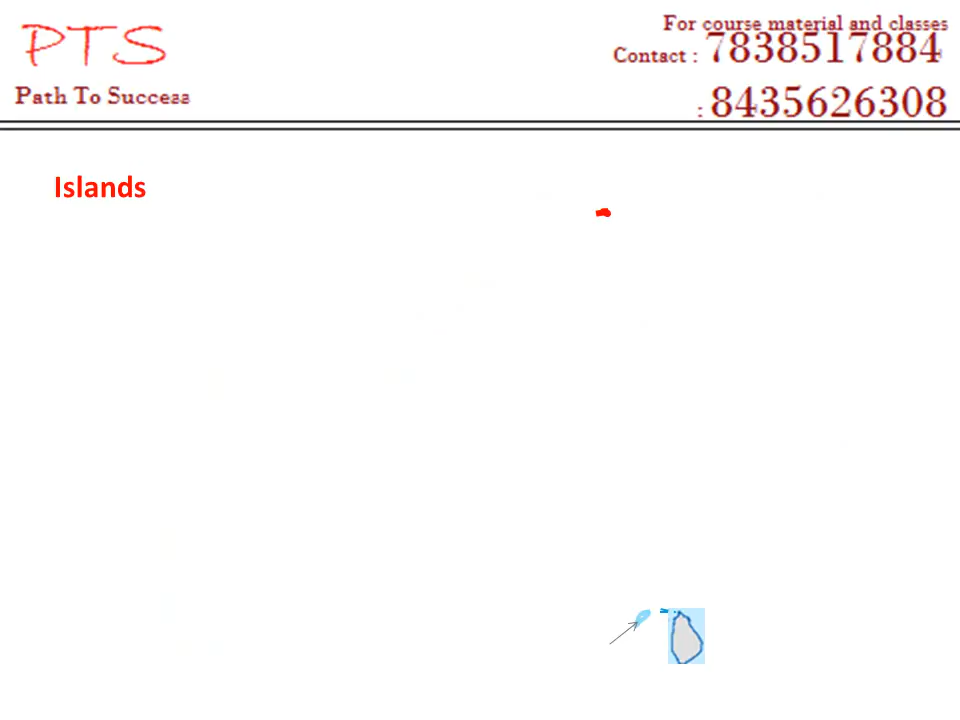 PTS
Path To Success
For course material and classes
Contact : 7838517884
: 8435626308
Islands